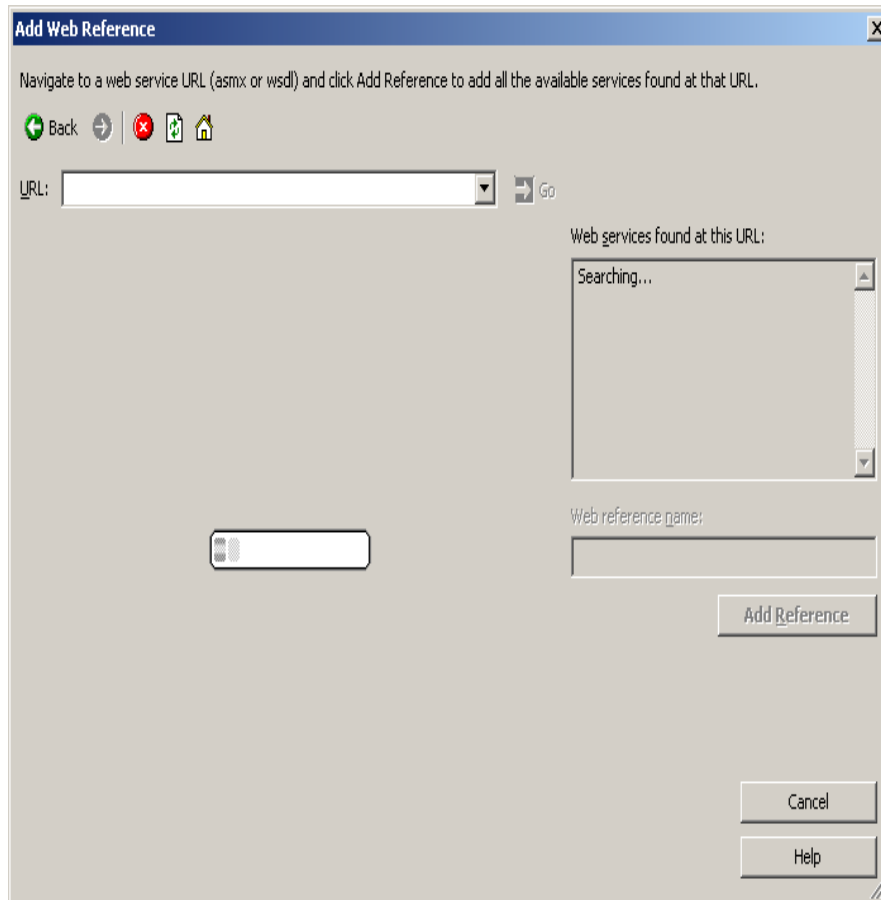 Add Web Reference
Navigate to a web service URL (asmx or wsdl) and click Add Reference to add all the available services found at that URL.
Back
URL:
Go
Web services found at this URL:
Searching...
Web reference name:
Add Reference
Cancel
Help